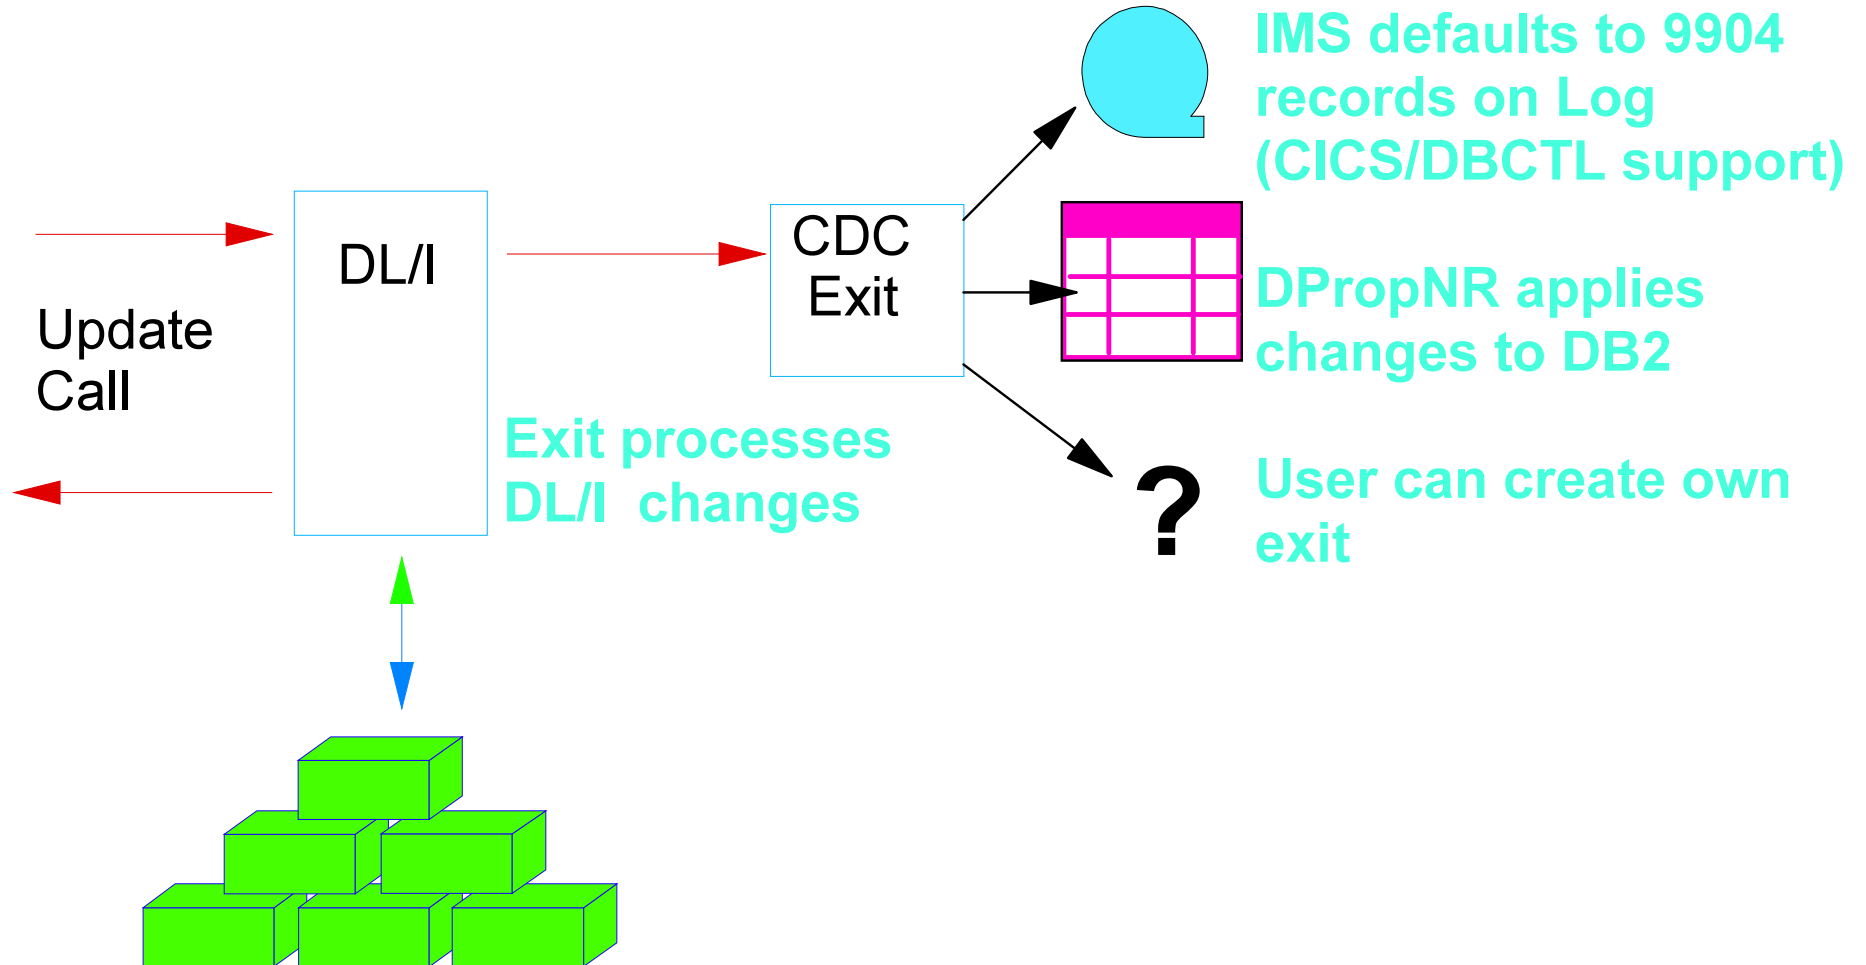 IMS defaults to 9904
records on Log
(CICS/DBCTL support)
DL/I
CDC
Exit
Update
Call
DPropNR applies
changes to DB2
Exit processes
DL/I changes
?
User can create own
exit